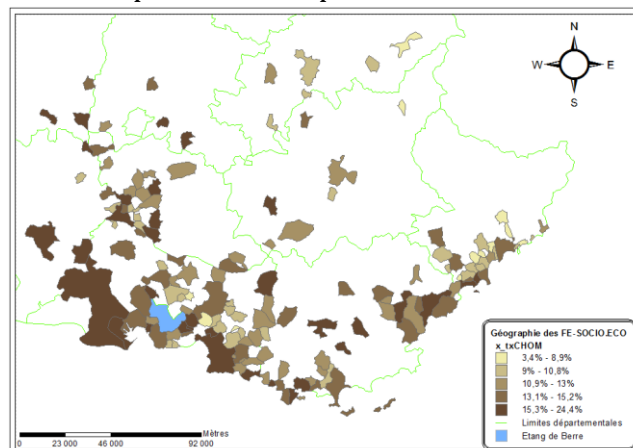 N
W
E
S
Géographie des FE-SOCIO.ECO
x_txCHOM
3,4% - 8,9%
9% - 10,8%
10,9% - 13%
13,1% - 15,2%
15,3% - 24,4%
Limites départementales
Etang de Berre
Mètres
0 23 000 46 000 92 000